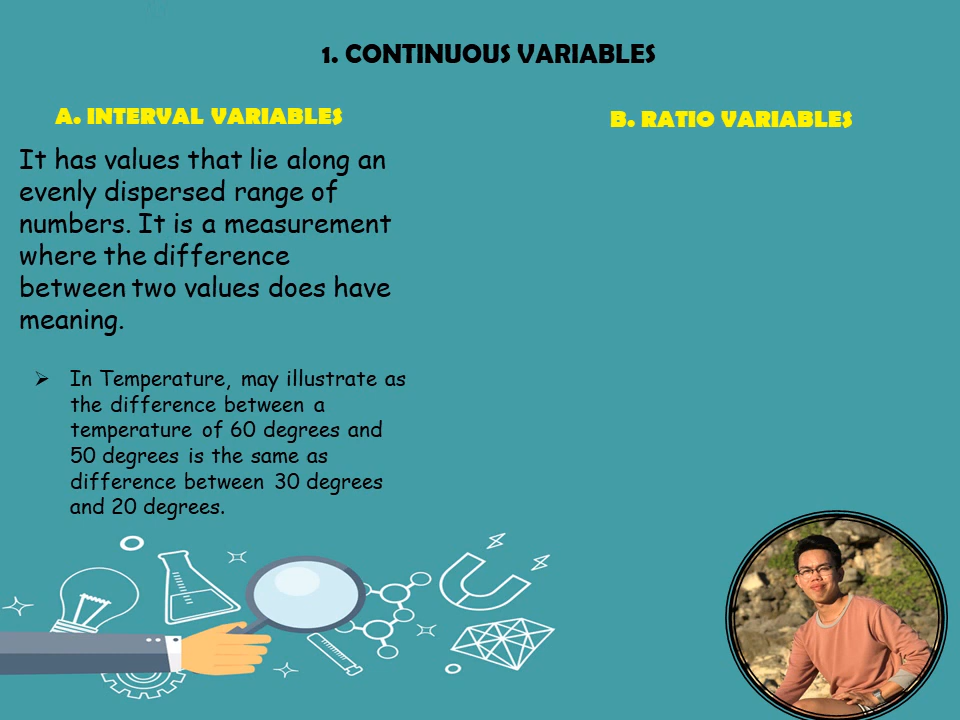 1. CONTINUOUS VARIABLES
A. INTERVAL VARIABLES
It has values that lie along an
evenly dispersed range of
numbers. It is a measurement
where the difference
between two values does have
meaning.
In Temperature, may illustrate as
the difference between a
temperature of 60 degrees and
50 degrees is the same as
difference between 30 degrees
and 20 degrees.
B. RATIO VARIABLES